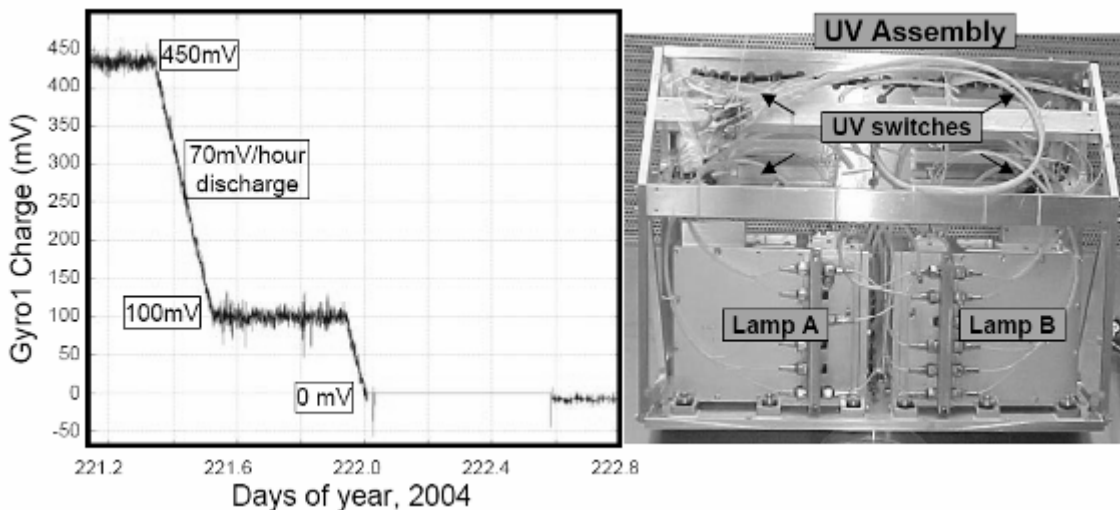 450
400
350
300
250
200
150
100
50
0
-50
Gyro1 Charge (mV)
450mV
70mV/hour
discharge
100mV
0 mV
221.2
221.6
222.0
222.4
222.8
Days of year, 2004
UV Assembly
UV switches
Lamp A
Lamp B